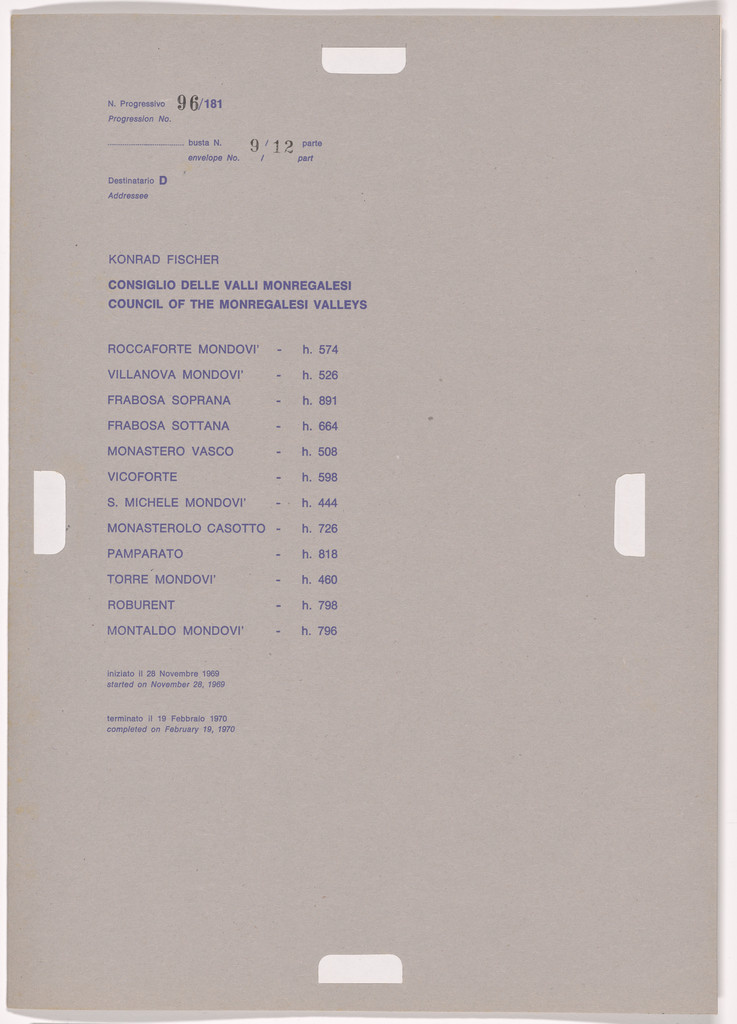 N. Progressivo 96/181
Progression No.
........................... busta N. 9 / 12 parte
envelope No. / part
Destinatario D
Addressee
KONRAD FISCHER
CONSIGLIO DELLE VALLI MONREGALESI
COUNCIL OF THE MONREGALESI VALLEYS
ROCCAFORTE MONDOVI' - h. 574
VILLANOVA MONDOVI' - h. 526
FRABOSA SOPRANA - h. 891
FRABOSA SOTTANA - h. 664
MONASTERO VASCO - h. 508
VICOFORTE - h. 598
S. MICHELE MONDOVI' - h. 444
MONASTEROLO CASOTTO - h. 726
PAMPARATO - h. 818
TORRE MONDOVI' - h. 460
ROBURENT - h. 798
MONTALDO MONDOVI' - h. 796
iniziato il 28 Novembre 1969
started on November 28, 1969
terminato il 19 Febbraio 1970
completed on February 19, 1970